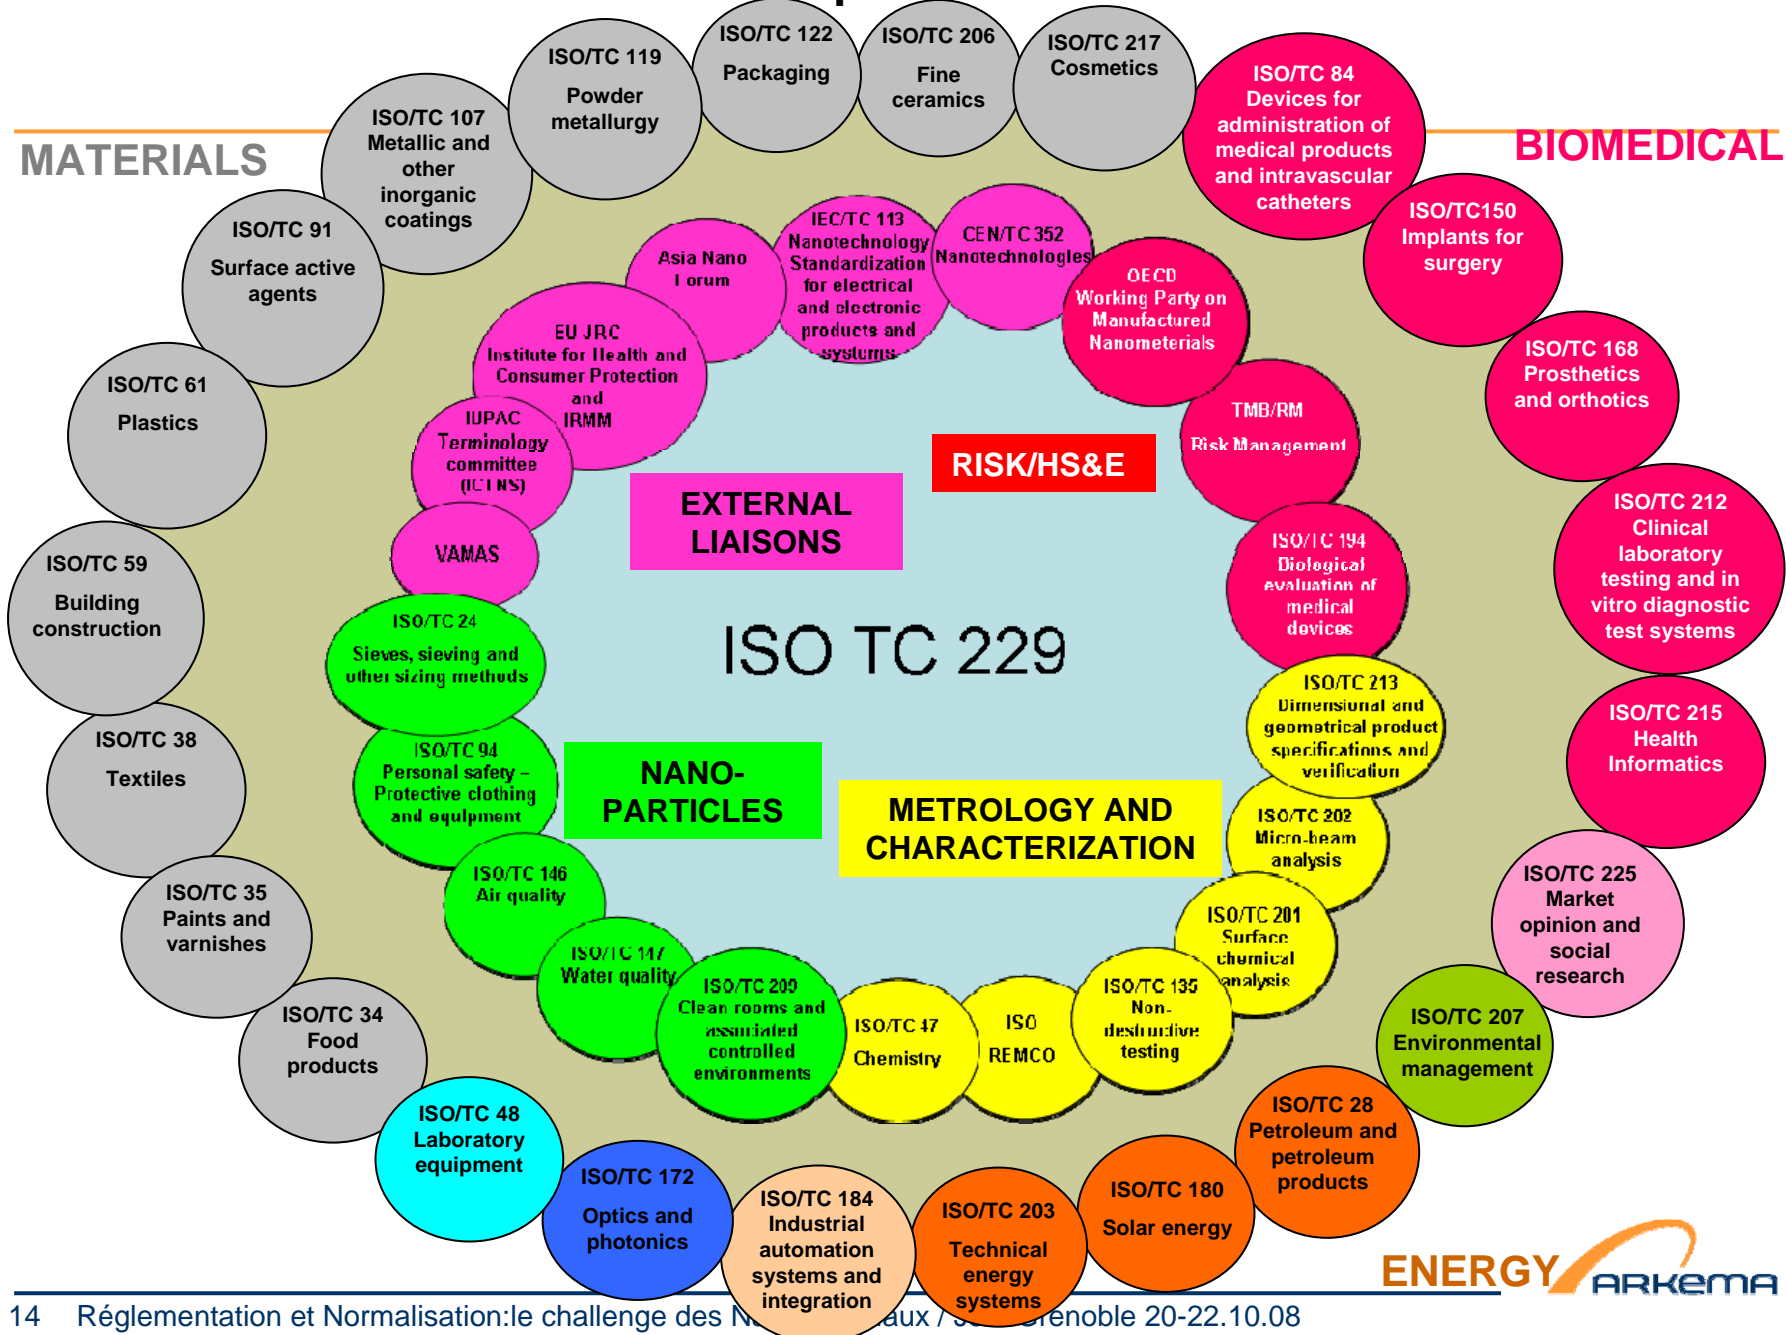 ISO/TC 122
Packaging
ISO/TC 206
Fine
ceramics
ISO/TC 217
Cosmetics
ISO/TC 119
Powder
metallurgy
ISO/TC 84
Devices for
administration of
medical products
and intravascular
catheters
ISO/TC 107
Metallic and
other
inorganic
coatings
MATERIALS
BIOMEDICAL
ISO/TC 91
Surface active
agents
ISO/TC150
Implants for
surgery
ISO/TC 61
Plastics
ISO/TC 168
Prosthetics
and orthotics
ISO/TC 59
Building
construction
ISO/TC 212
Clinical
laboratory
testing and in
vitro diagnostic
test systems
ISO/TC 38
Textiles
ISO/TC 215
Health
Informatics
ISO/TC 35
Paints and
varnishes
ISO/TC 225
Market
opinion and
social
research
ISO/TC 34
Food
products
ISO/TC 207
Environmental
management
ISO/TC 48
Laboratory
equipment
ISO/TC 28
Petroleum and
petroleum
products
ISO/TC 172
Optics and
photonics
ISO/TC 184
Industrial
automation
systems and
integration
ISO/TC 203
Technical
energy
systems
ISO/TC 180
Solar energy
ENERGY
Asia Nano
Forum
IEC/TC 113
Nanotechnology
Standardization
for electrical
and electronic
products and
systums
CEN/TC 352
Nanotechnologies
OECD
Working Party on
Manufactured
Nanometerials
EU JRC
Institute for Health and
Consumer Protection
and
IRMM
IUPAC
Terminology
committee
(ICTNS)
VAMAS
TMB/RM
Risk Management
ISO/TC 194
Biological
evaluation of
medical
devices
ISO/TC 24
Sieves, sieving and
other sizing methods
ISO/TC 94
Personal safety –
Protective clothing
and equipment
ISO/TC 146
Air quality
ISO/TC 147
Water quality
ISO/TC 209
Clean rooms and
associated
controlled
environments
ISO/TC 47
Chemistry
ISO
REMCO
ISO/TC 135
Non-
destructive
testing
ISO/TC 201
Surface
chemical
analysis
ISO/TC 202
Micro-beam
analysis
ISO/TC 213
Dimensional and
geometrical product
specifications and
verification
RISK/HS&E
EXTERNAL
LIAISONS
ISO TC 229
NANO-
PARTICLES
METROLOGY AND
CHARACTERIZATION
ARKEMA
14 Réglementation et Normalisation:le challenge des aux / Grenoble 20-22.10.08